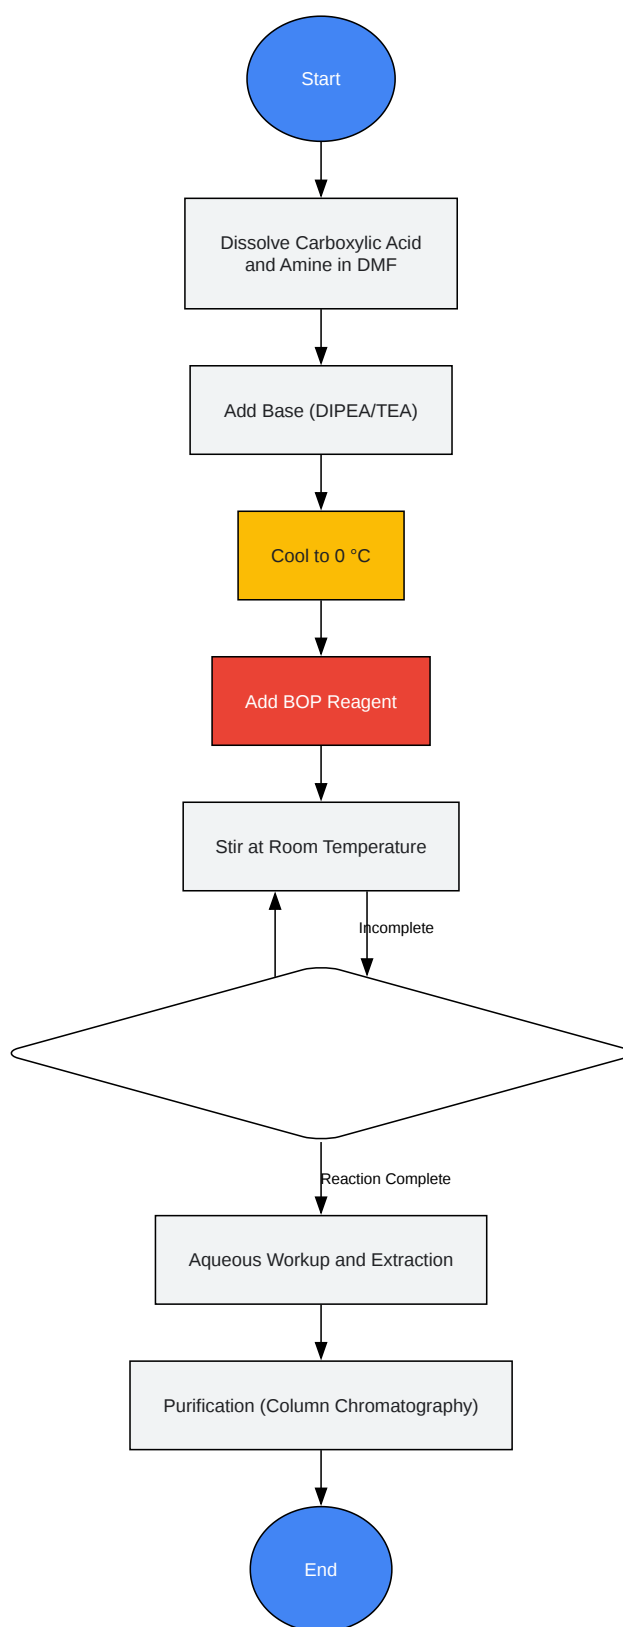 Start
Dissolve Carboxylic Acid
and Amine in DMF
Add Base (DIPEA/TEA)
Cool to 0 °C
Add BOP Reagent
Stir at Room Temperature
Incomplete
Reaction Complete
Aqueous Workup and Extraction
Purification (Column Chromatography)
End